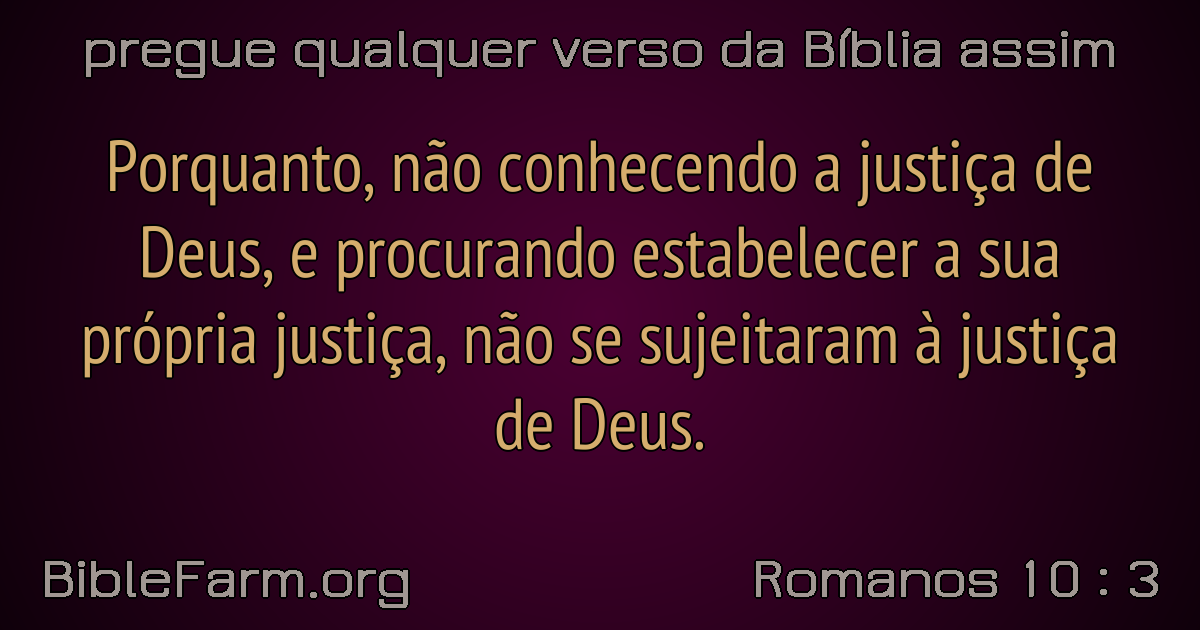 pregue qualquer verso da Bíblia assim
Porquanto, não conhecendo a justiça de
Deus, e procurando estabelecer a sua
própria justiça, não se sujeitaram à justiça
de Deus.
BibleFarm.org
Romanos 10 : 3